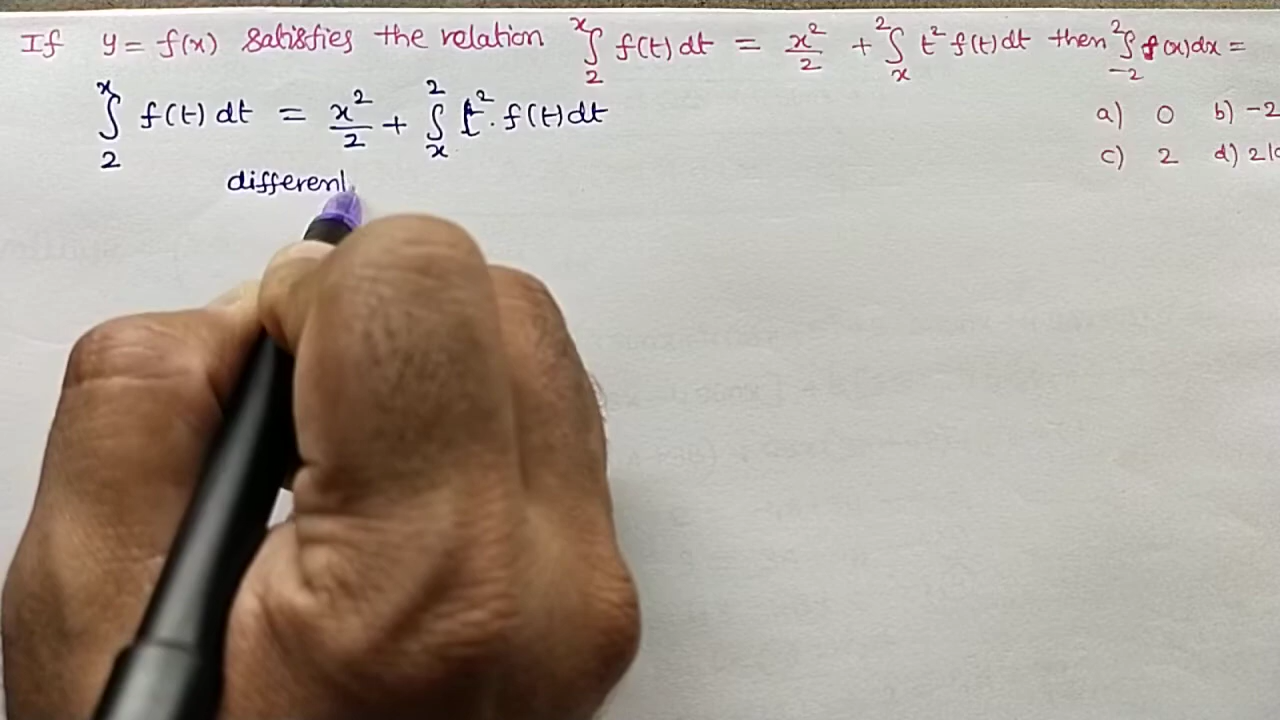 If y = f(x) satisfies the relation ∫₂ˣ f(t) dt = x²/2 + ∫ₓ² t² f(t) dt then ∫₋₂² f(x) dx =
a) 0 b) -2
c) 2 d)
∫₂ˣ f(t) dt = x²/2 + ∫ₓ² t². f(t) dt
different